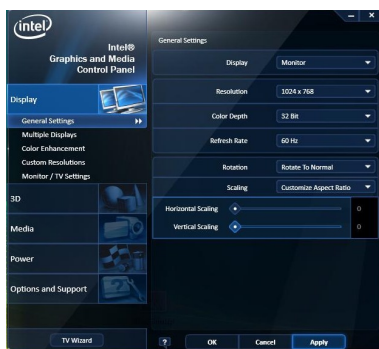 intel
Intel®
Graphics and Media
Control Panel
Display
General Settings
Multiple Displays
Color Enhancement
Custom Resolutions
Monitor / TV Settings
3D
Media
Power
Options and Support
TV Wizard
General Settings
Display Monitor
Resolution 1024 x 768
Color Depth 32 Bit
Refresh Rate 60 Hz
Rotation Rotate To Normal
Scaling Customize Aspect Ratio
Horizontal Scaling 0
Vertical Scaling 0
? OK Cancel Apply